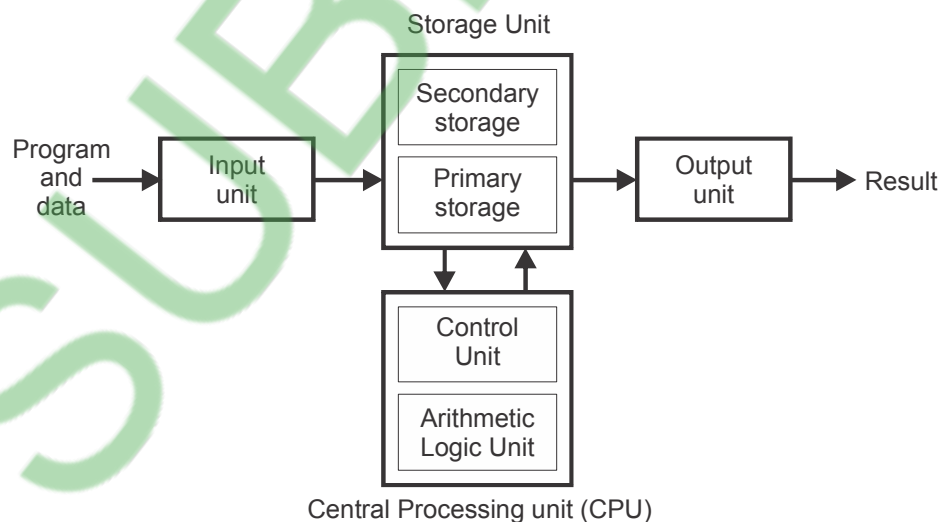 Storage Unit
Secondary
storage
Program
and
data
Input
unit
Primary
storage
Output
unit
Result
Control
Unit
Arithmetic
Logic Unit
Central Processing unit (CPU)
SUB